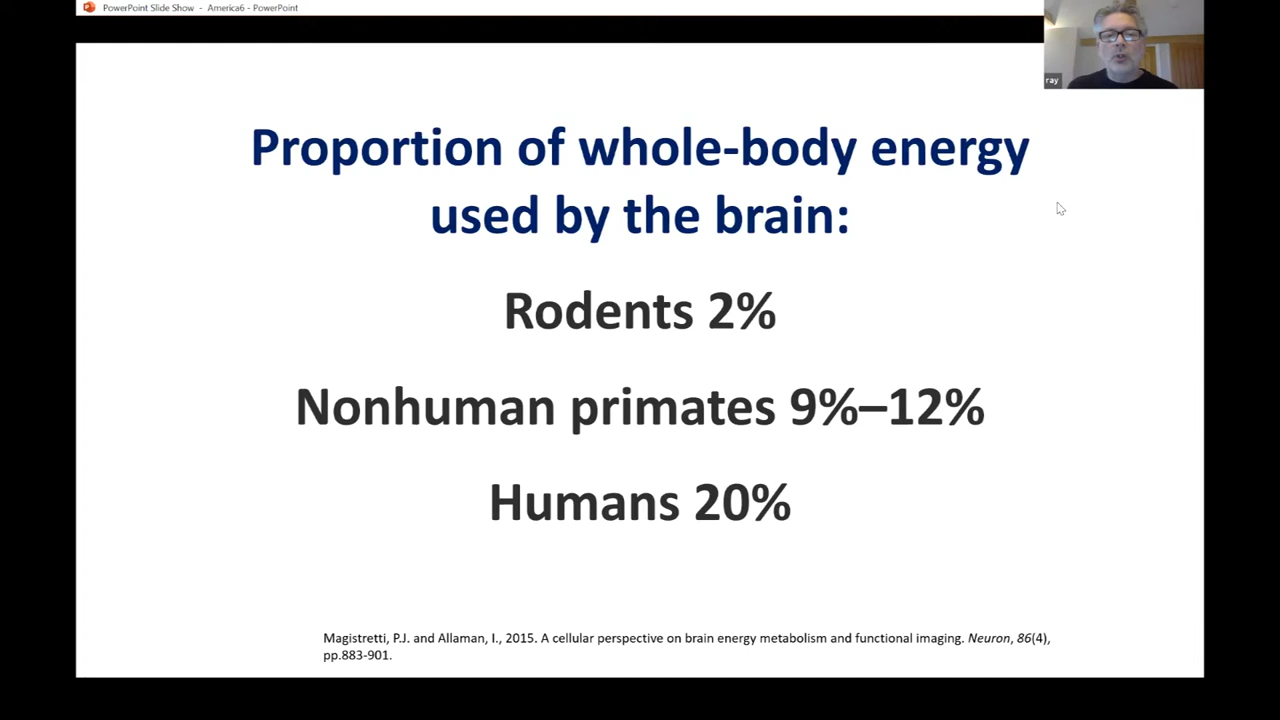 PowerPoint Slide Show - America6 - PowerPoint
ray
Proportion of whole-body energy
used by the brain:
Rodents 2%
Nonhuman primates 9%–12%
Humans 20%
Magistretti, P.J. and Allaman, I., 2015. A cellular perspective on brain energy metabolism and functional imaging. Neuron, 86(4),
pp.883-901.